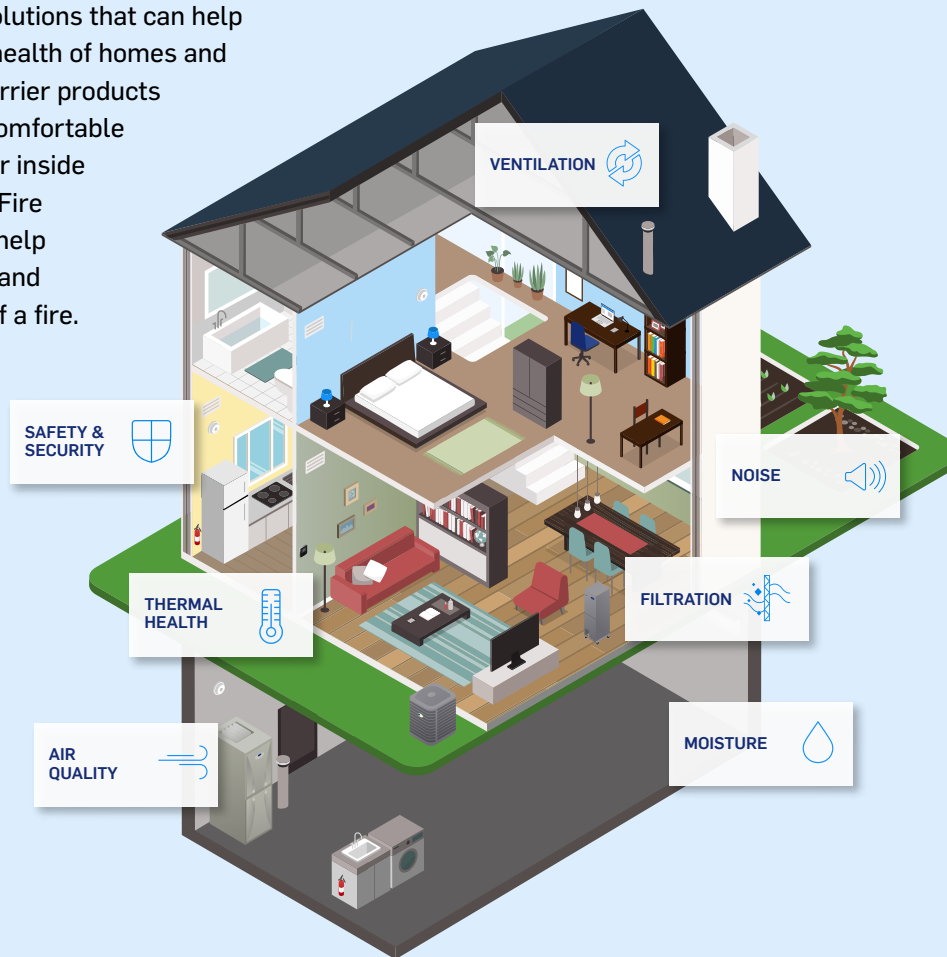 olutions that can help
health of homes and
rrier products
omfortable
r inside
Fire
help
and
f a fire.
VENTILATION
SAFETY &
SECURITY
NOISE
THERMAL
HEALTH
FILTRATION
AIR
QUALITY
MOISTURE